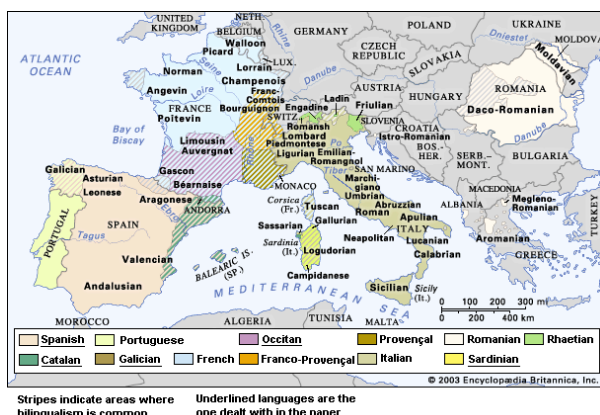 UNITED KINGDOM
NETH.
BELGIUM
GERMANY
POLAND
UKRAINE
Rhine
Dniester
MOLDOVA
Walloon
Picard
LUX.
CZECH REPUBLIC
SLOVAKIA
Moldavian
ATLANTIC OCEAN
Norman
Seine
Lorrain
Champenois
Danube
AUSTRIA
HUNGARY
ROMANIA
Angevin
Loire
Franc-Comtois
Bourguignon
FRANCE
Poitevin
SWITZ.
Engadine
Ladin
Friulian
SLOVENIA
Daco-Romanian
Romansh
Lombard
Piedmontese
Ligurian
Emilian-Romangnol
Po
CROATIA
Istro-Romanian
BOS.-HER.
SERB.-MONT.
Danube
BULGARIA
Bay of Biscay
Limousin
Auvergnat
Rhône
Gascon
Béarnaise
MONACO
Tiber
SAN MARINO
Marchi-giano
Umbrian
Galician
Asturian
Leonese
Aragonese
ANDORRA
Ebro
Corsica (Fr.)
Tuscan
Abruzzian
Roman
Apulian
ALBANIA
MACEDONIA
Megleno-Romanian
TURKEY
PORTUGAL
SPAIN
Tagus
Valencian
Andalusian
BALEARIC IS. (SP.)
Sassarian
Gallurian
Sardinia (It.)
Logudorian
Campidanese
Neapolitan
ITALY
Lucanian
Calabrian
Aromanian
GREECE
MEDITERRANEAN SEA
Sicilian
Sicily (It.)
MOROCCO
ALGERIA
TUNISIA
MALTA
0 100 200 300 mi
0 200 400 km
Spanish
Portuguese
Occitan
Provençal
Romanian
Rhaetian
Catalan
Galician
French
Franco-Provençal
Italian
Sardinian
© 2003 Encyclopædia Britannica, Inc.
Stripes indicate areas where
bilingualism is common
Underlined languages are the
one dealt with in the paper